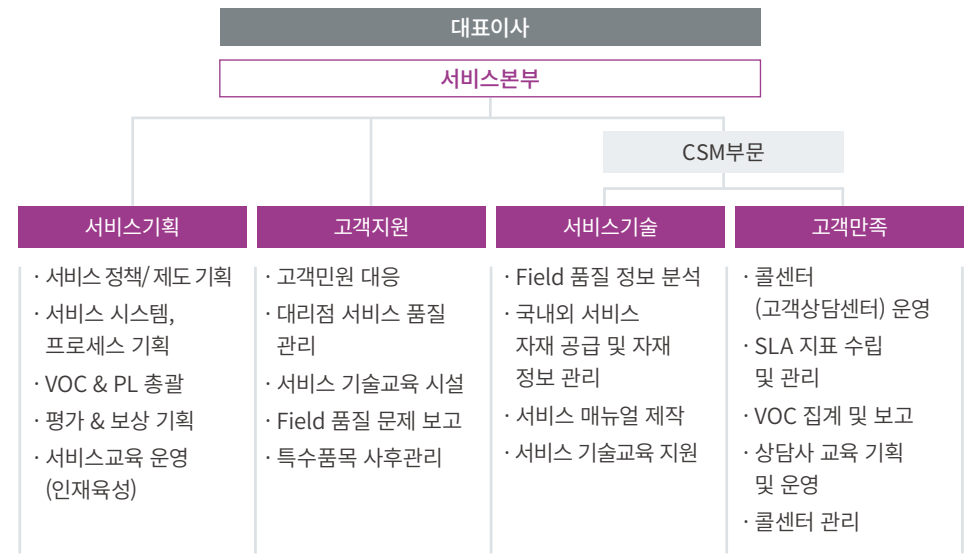 대표이사
서비스본부
CSM부문
서비스기획
· 서비스 정책/ 제도 기획
· 서비스 시스템,
프로세스 기획
· VOC & PL 총괄
· 평가 & 보상 기획
· 서비스교육 운영
(인재육성)
고객지원
· 고객민원 대응
· 대리점 서비스 품질
관리
· 서비스 기술교육 시설
· Field 품질 문제 보고
· 특수품목 사후관리
서비스기술
· Field 품질 정보 분석
· 국내외 서비스
자재 공급 및 자재
정보 관리
· 서비스 매뉴얼 제작
· 서비스 기술교육 지원
고객만족
· 콜센터
(고객상담센터) 운영
· SLA 지표 수립
및 관리
· VOC 집계 및 보고
· 상담사 교육 기획
및 운영
· 콜센터 관리